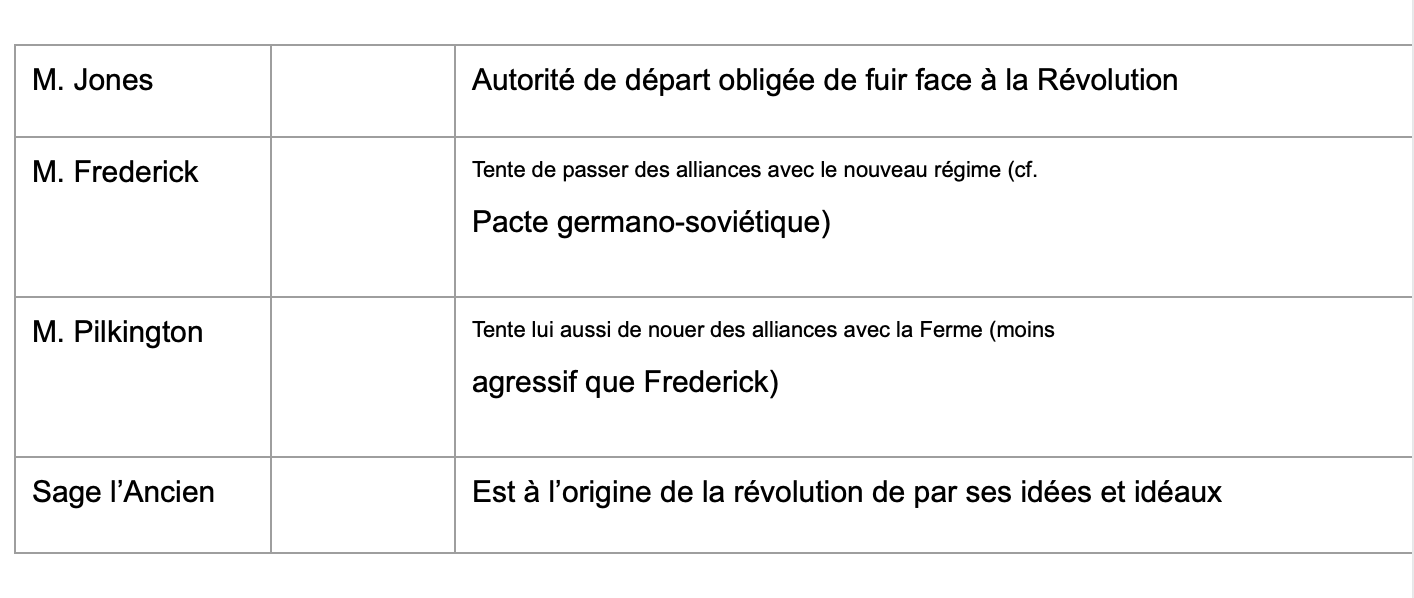 M. Jones
Autorité de départ obligée de fuir face à la Révolution
M. Frederick
Tente de passer des alliances avec le nouveau régime (cf.
Pacte germano-soviétique)
M. Pilkington
Tente lui aussi de nouer des alliances avec la Ferme (moins
agressif que Frederick)
Sage l’Ancien
Est à l’origine de la révolution de par ses idées et idéaux